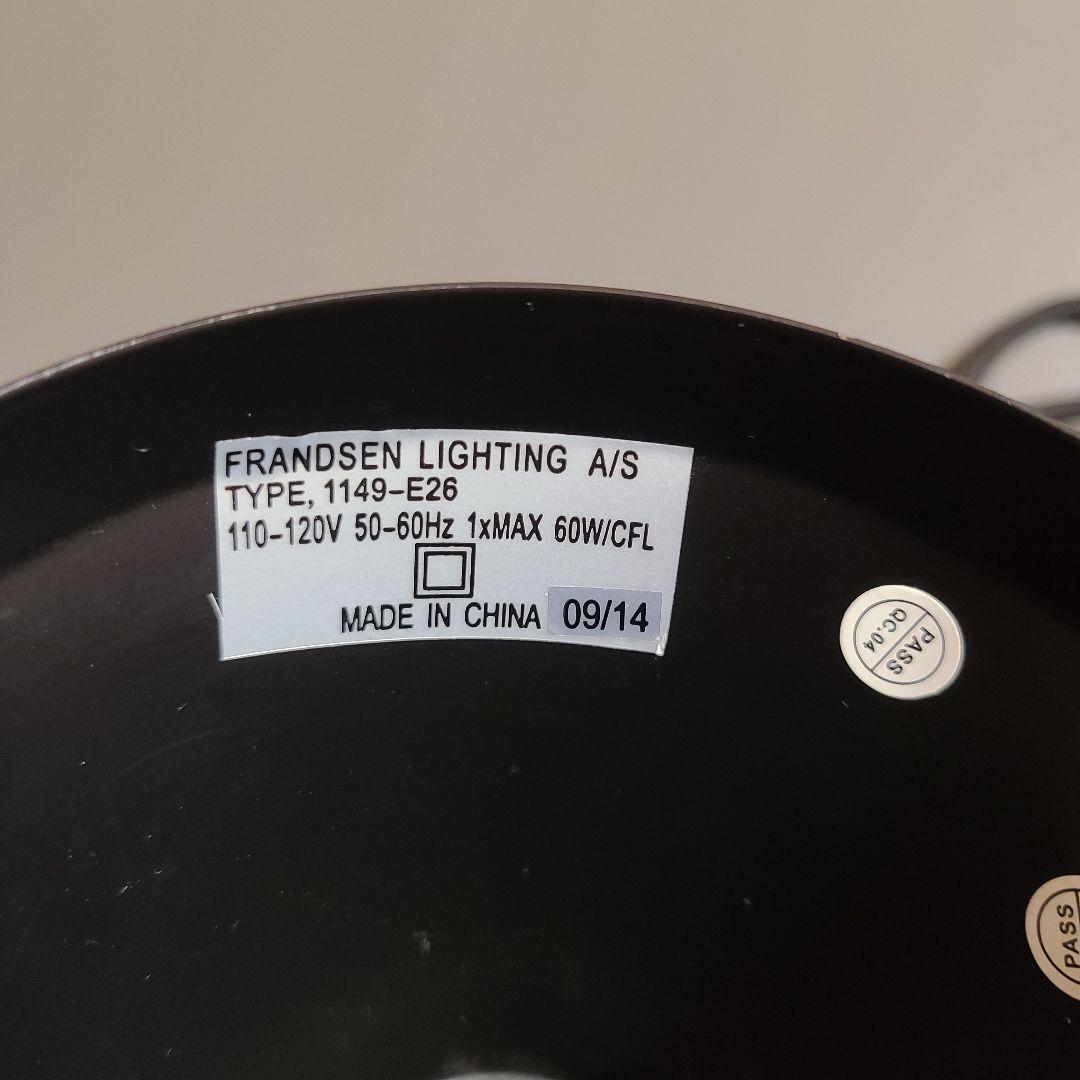 FRANDSEN LIGHTING A/S
TYPE, 1149-E26
110-120V 50-60Hz 1xMAX 60W/CFL
MADE IN CHINA 09/14
PASS
QC.04
PASS